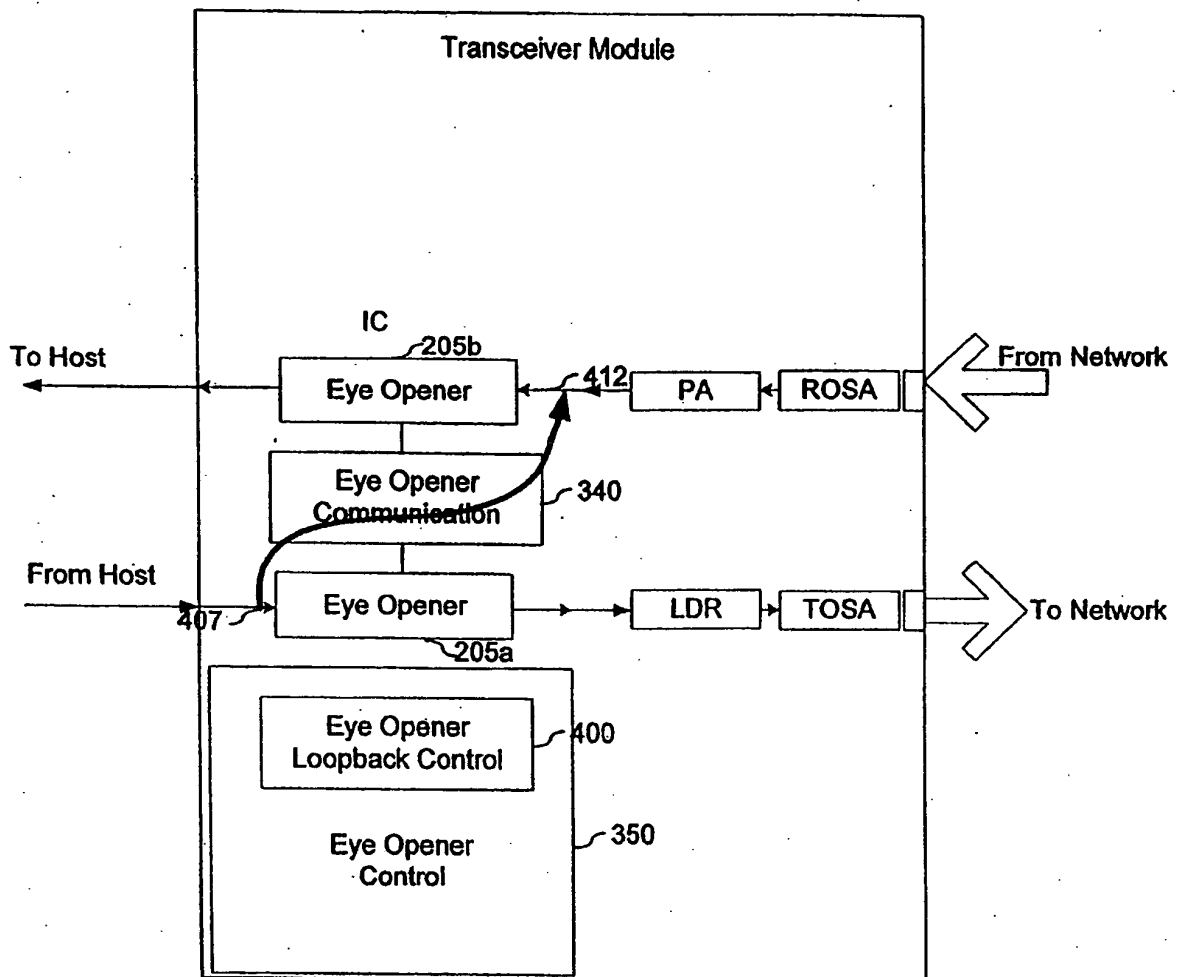 Transceiver Module
IC
To Host
205b
Eye Opener
412
PA
ROSA
From Network
Eye Opener
Communication
340
From Host
407
Eye Opener
LDR
TOSA
To Network
205a
Eye Opener
Loopback Control
400
Eye Opener
Control
350